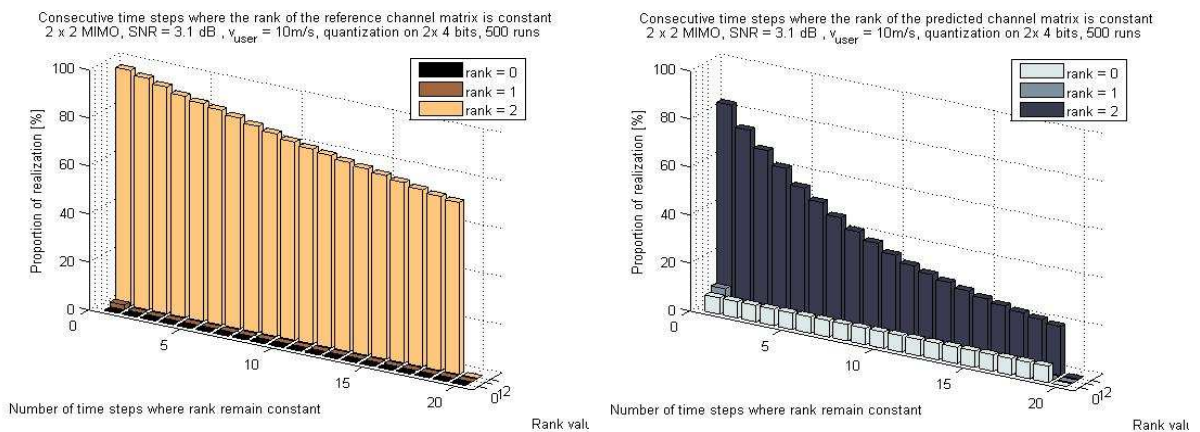 Consecutive time steps where the rank of the reference channel matrix is constant
2 x 2 MIMO, SNR = 3.1 dB , v_user = 10m/s, quantization on 2x 4 bits, 500 runs
rank = 0
rank = 1
rank = 2
Proportion of realization [%]
100
80
60
40
20
0
0
5
10
15
20
0
1
2
Number of time steps where rank remain constant
Rank valu
Consecutive time steps where the rank of the predicted channel matrix is constant
2 x 2 MIMO, SNR = 3.1 dB , v_user = 10m/s, quantization on 2x 4 bits, 500 runs
rank = 0
rank = 1
rank = 2
Proportion of realization [%]
100
80
60
40
20
0
0
5
10
15
20
0
1
2
Number of time steps where rank remain constant
Rank valu